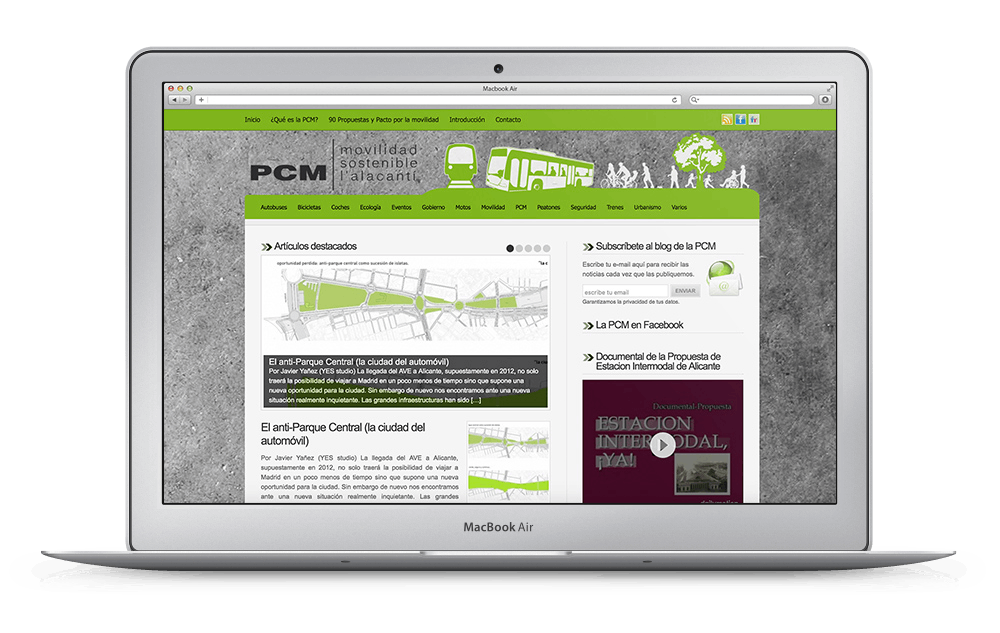 Macbook Air
Inicio ¿Qué es la PCM? 90 Propuestas y Pacto por la movilidad Introducción Contacto
PCM
movilidad
sostenible
l'alacantí
Autobuses Bicicletas Coches Ecología Eventos Gobierno Motos Movilidad PCM Peatones Seguridad Trenes Urbanismo Varios
Artículos destacados
oportunidad perdida: anti-parque central como sucesión de isletas.
El anti-Parque Central (la ciudad del automóvil)
Por Javier Yañez (YES studio) La llegada del AVE a Alicante, supuestamente en 2012, no solo
traerá la posibilidad de viajar a Madrid en un poco menos de tiempo sino que supone una
nueva oportunidad para la ciudad. Sin embargo de nuevo nos encontramos ante una nueva
situación realmente inquietante. Las grandes infraestructuras han sido [...]
El anti-Parque Central (la ciudad del
automóvil)
Por Javier Yañez (YES studio) La llegada del AVE a Alicante,
supuestamente en 2012, no solo traerá la posibilidad de viajar a
Madrid en un poco menos de tiempo sino que supone una nueva
oportunidad para la ciudad. Sin embargo de nuevo nos encontramos
ante una nueva situación realmente inquietante. Las grandes
Subscríbete al blog de la PCM
Escribe tu e-mail aquí para recibir las
noticias cada vez que las publiquemos.
escribe tu email ENVIAR
Garantizamos la privacidad de tus datos.
La PCM en Facebook
Documental de la Propuesta de
Estacion Intermodal de Alicante
Documental-Propuesta
ESTACION
INTERMODAL,
¡YA!
dailymotion
MacBook Air